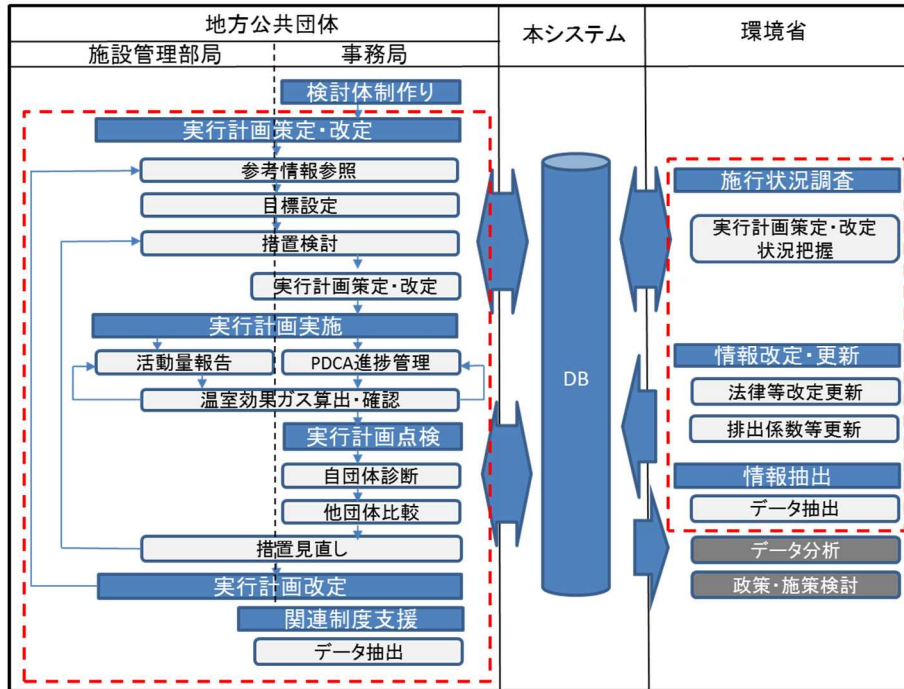 地方公共団体
本システム
環境省
施設管理部局
事務局
検討体制作り
実行計画策定・改定
参考情報参照
目標設定
措置検討
実行計画策定・改定
実行計画実施
活動量報告
PDCA進捗管理
温室効果ガス算出・確認
実行計画点検
自団体診断
他団体比較
措置見直し
実行計画改定
関連制度支援
データ抽出
DB
施行状況調査
実行計画策定・改定
状況把握
情報改定・更新
法律等改定更新
排出係数等更新
情報抽出
データ抽出
データ分析
政策・施策検討